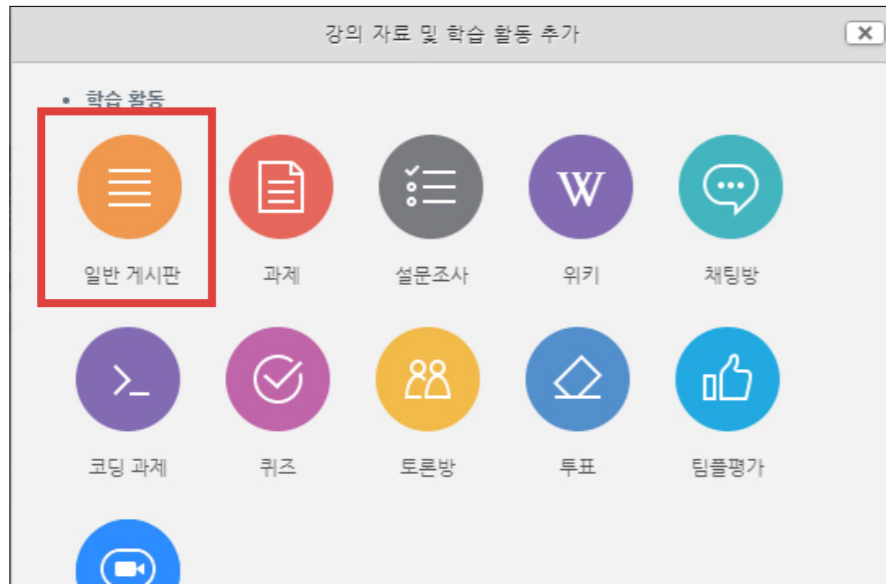 강의 자료 및 학습 활동 추가
• 학습 활동
일반 게시판 과제 설문조사 위키 채팅방
코딩 과제 퀴즈 토론방 투표 팀플평가